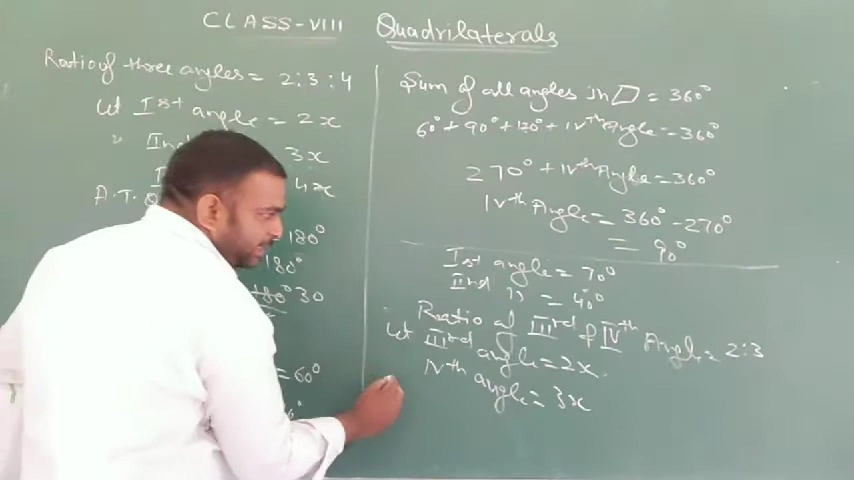 CLASS-VIII Quadrilaterals
Ratio of three angles = 2:3:4
Let Ist angle = 2x
" IInd 3x
4x
A.T.Q
180°
180°
180° 30
= 60°
Sum of all angles in ▱ = 360°
60° + 90° + 120° + IVth Angle = 360°
270° + IVth Angle = 360°
IVth Angle = 360° - 270°
= 90°
Ist angle = 70°
IInd " = 40°
Ratio of IIIrd & IVth Angle = 2:3
Let IIIrd angle = 2x
IVth angle = 3x